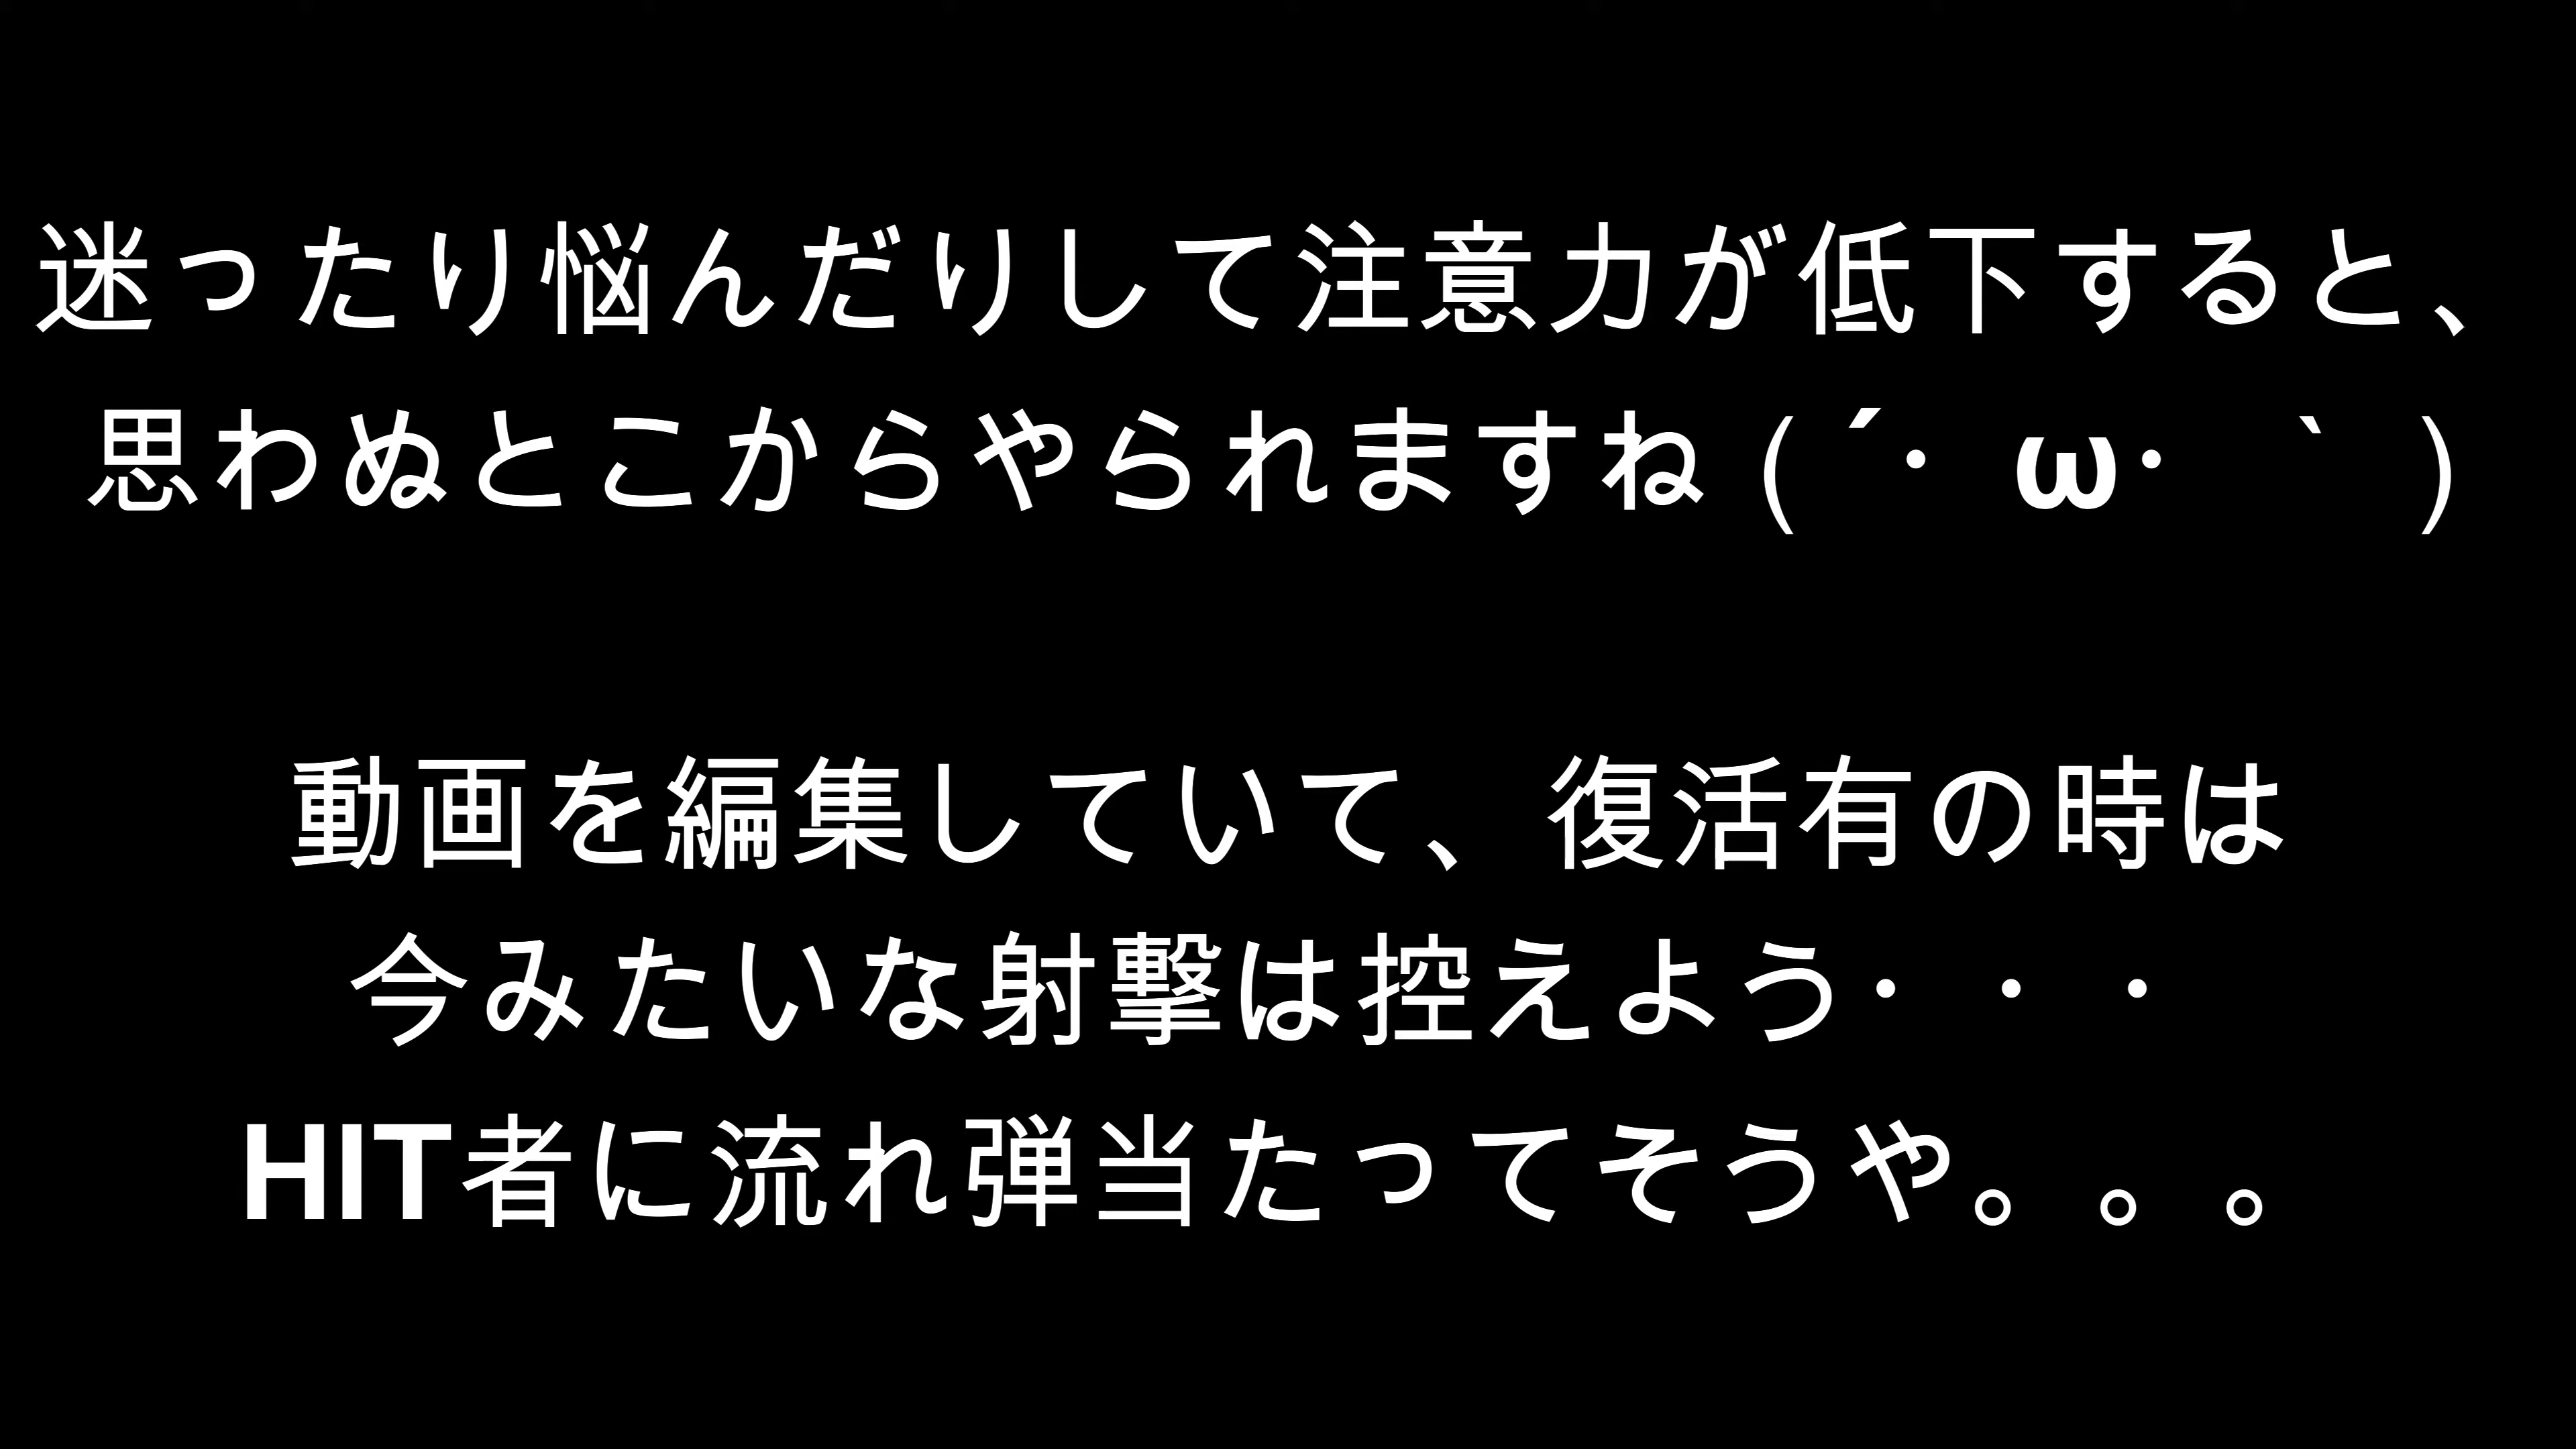 迷ったり悩んだりして注意力が低下すると、
思わぬとこからやられますね(´・ω・｀)
動画を編集していて、復活有の時は
今みたいな射撃は控えよう・・・
HIT者に流れ弾当たってそうや。。。